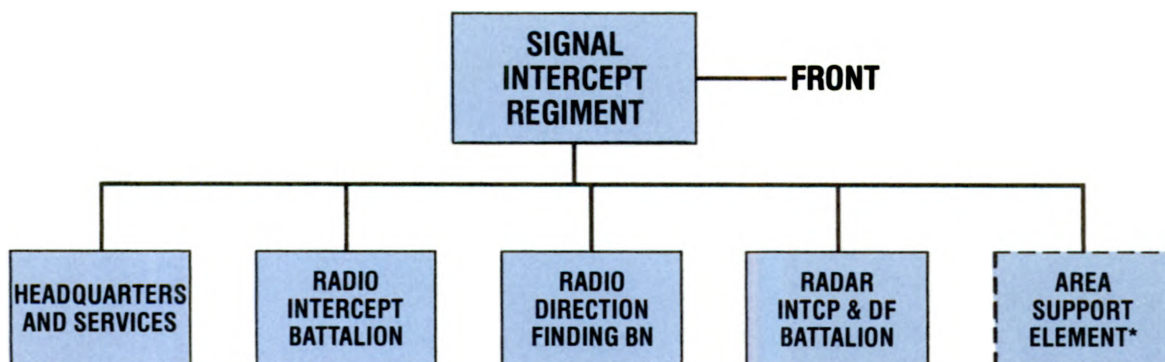 SIGNAL
INTERCEPT
REGIMENT
FRONT
HEADQUARTERS
AND SERVICES
RADIO
INTERCEPT
BATTALION
RADIO
DIRECTION
FINDING BN
RADAR
INTCP & DF
BATTALION
AREA
SUPPORT
ELEMENT*